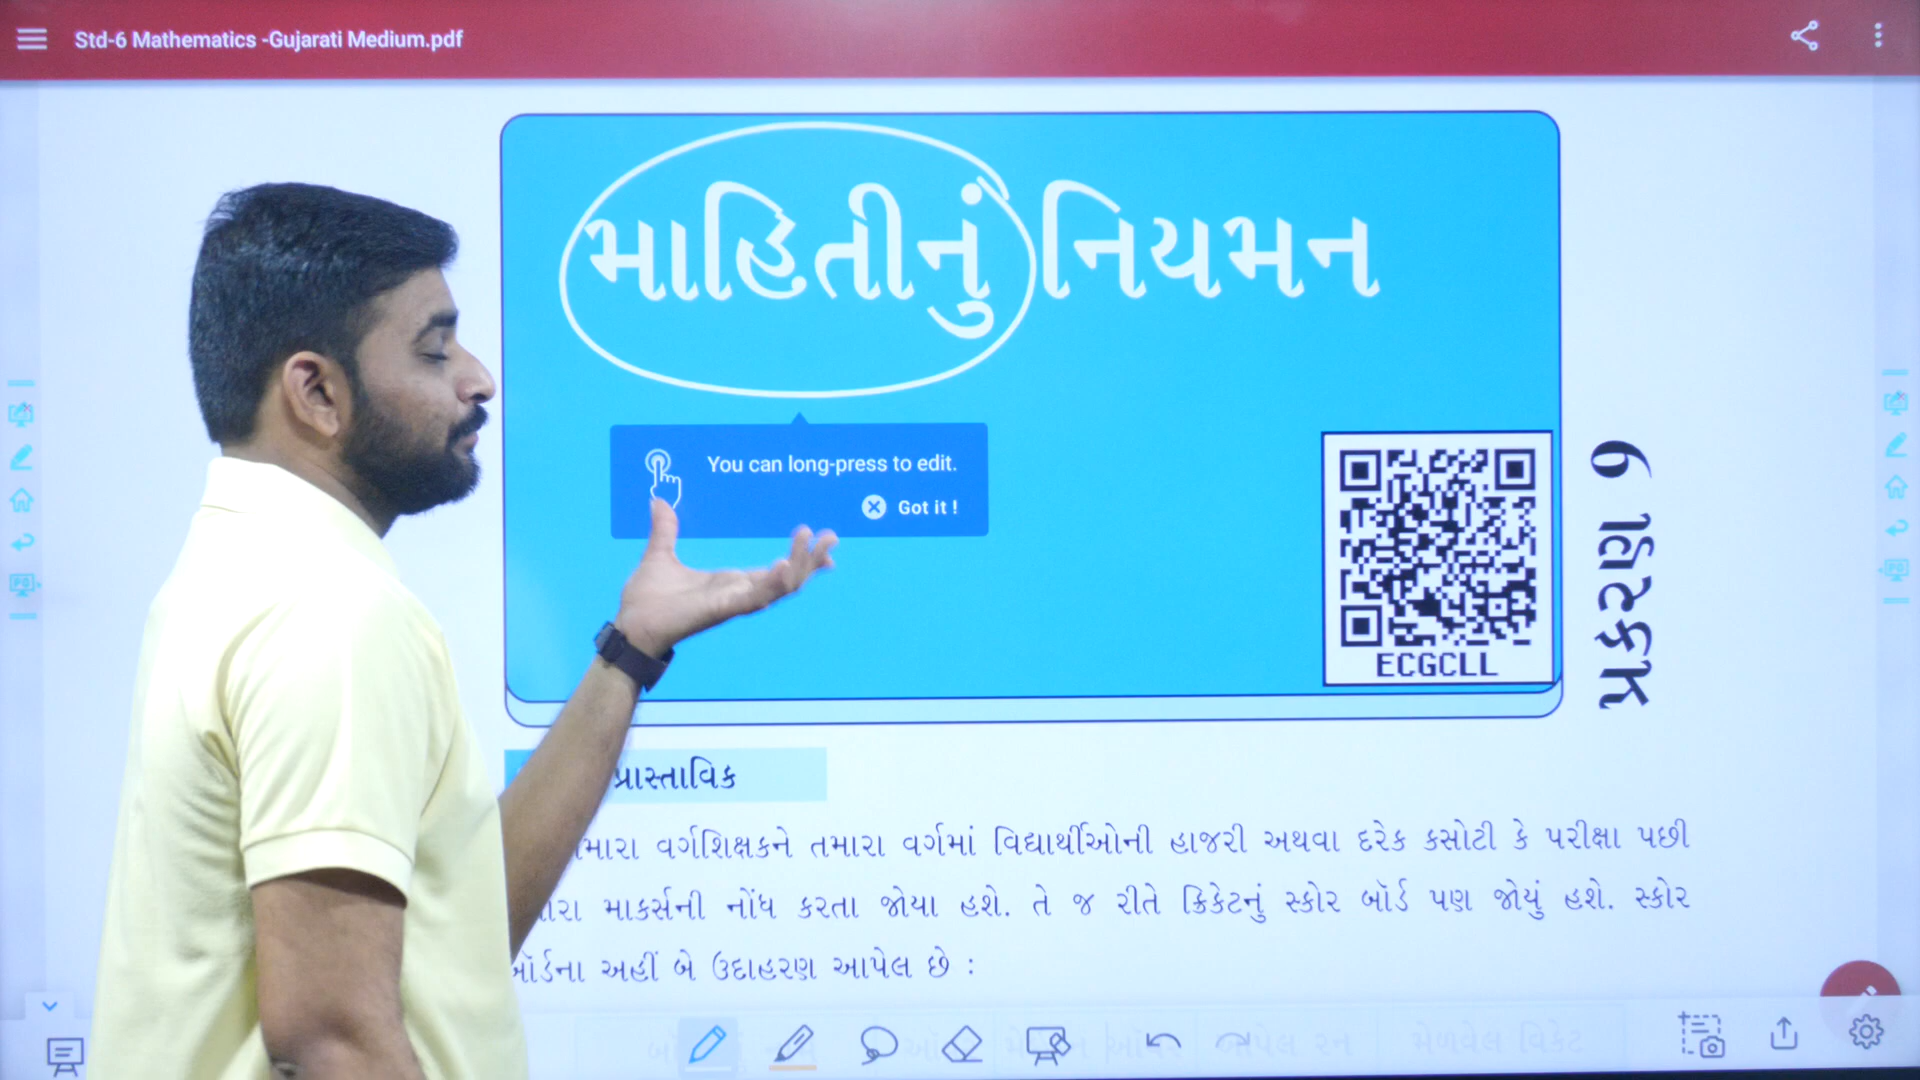 Std-6 Mathematics -Gujarati Medium.pdf
માહિતીનું નિયમન
You can long-press to edit.
Got it !
ECGCLL
પ્રકરણ 9
પ્રાસ્તાવિક
વર્ગશિક્ષકને તમારા વર્ગમાં વિદ્યાર્થીઓની હાજરી અથવા દરેક કસોટી કે પરીક્ષા પછી
માર્ક્સની નોંધ કરતા જોયા હશે. તે જ રીતે ક્રિકેટનું સ્કોર બૉર્ડ પણ જોયું હશે. સ્કોર
અહીં બે ઉદાહરણ આપેલ છે :
મેળવેલ વિકેટ